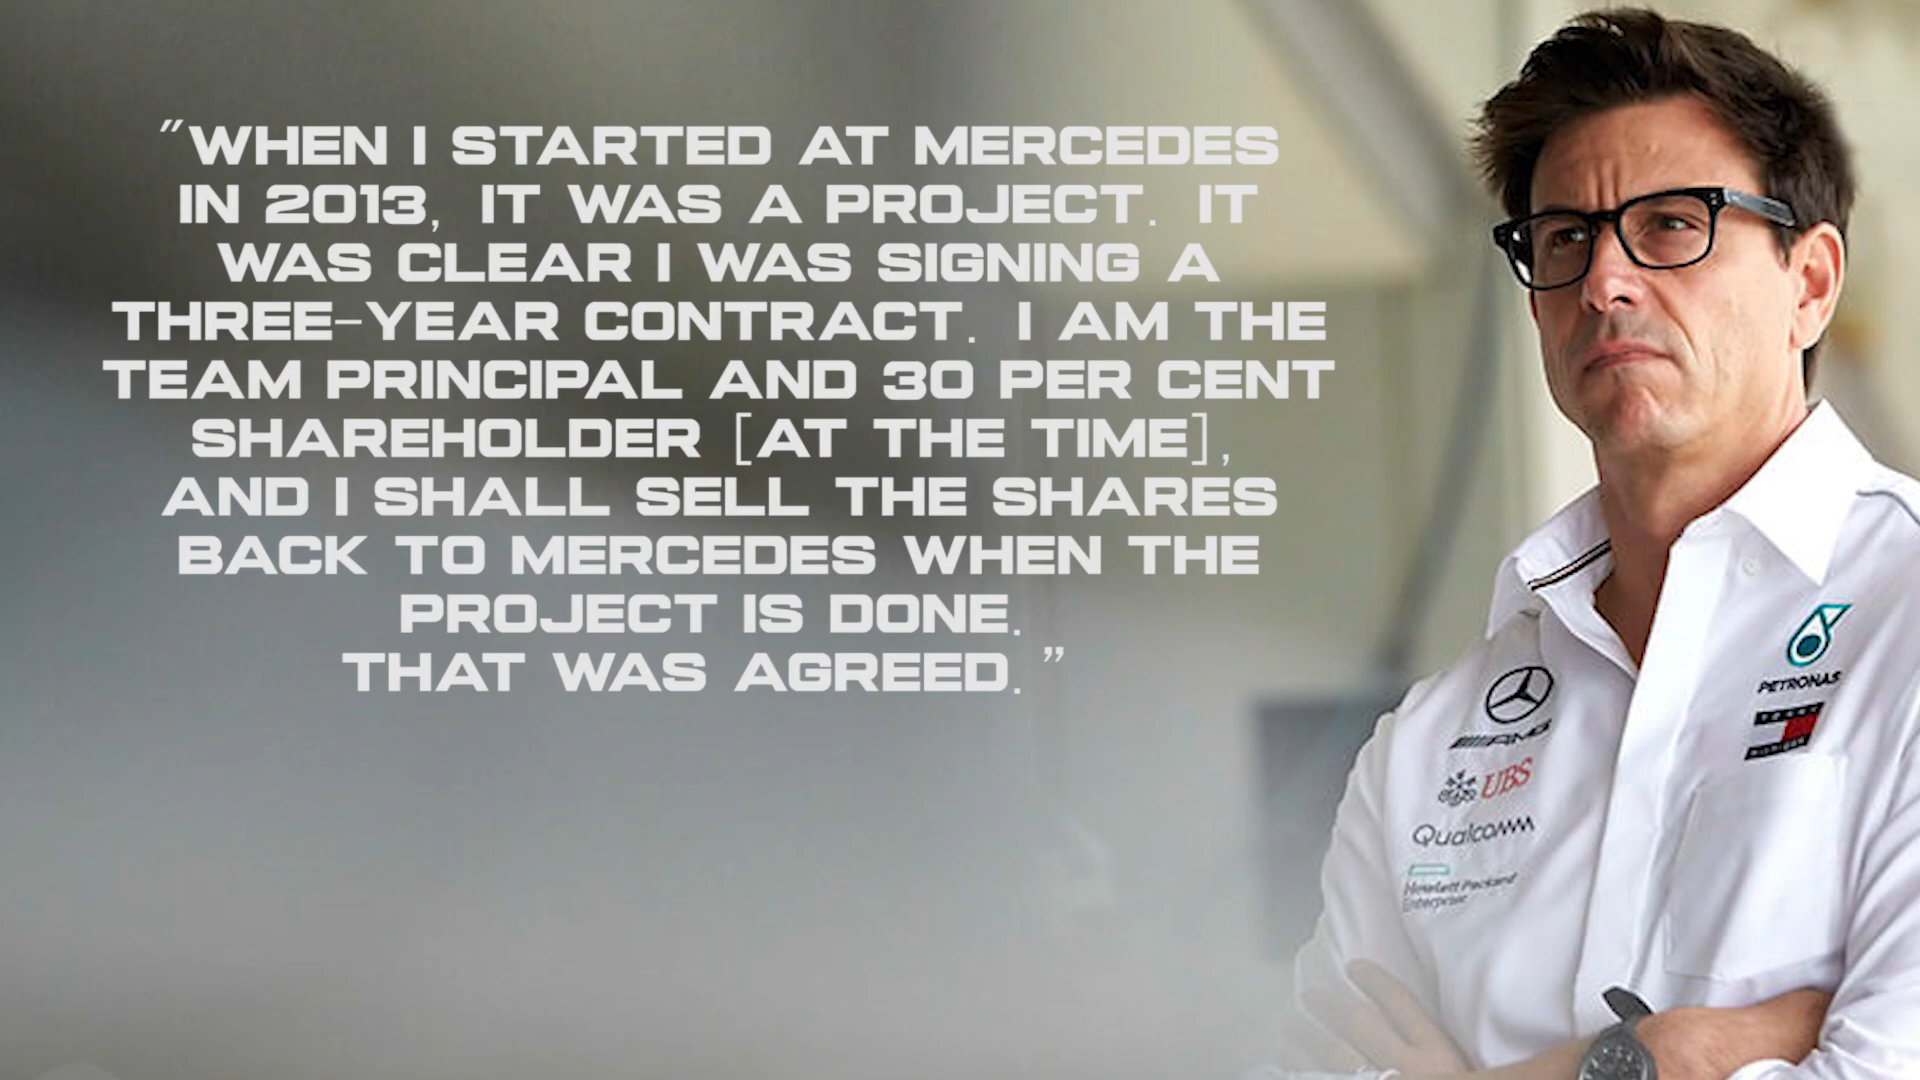 "WHEN I STARTED AT MERCEDES
IN 2013, IT WAS A PROJECT. IT
WAS CLEAR I WAS SIGNING A
THREE-YEAR CONTRACT. I AM THE
TEAM PRINCIPAL AND 30 PER CENT
SHAREHOLDER [AT THE TIME],
AND I SHALL SELL THE SHARES
BACK TO MERCEDES WHEN THE
PROJECT IS DONE.
THAT WAS AGREED.”
PETRONAS
TOMMY
HILFIGER
AMG
UBS
Qualcomm
Hewlett Packard
Enterprise